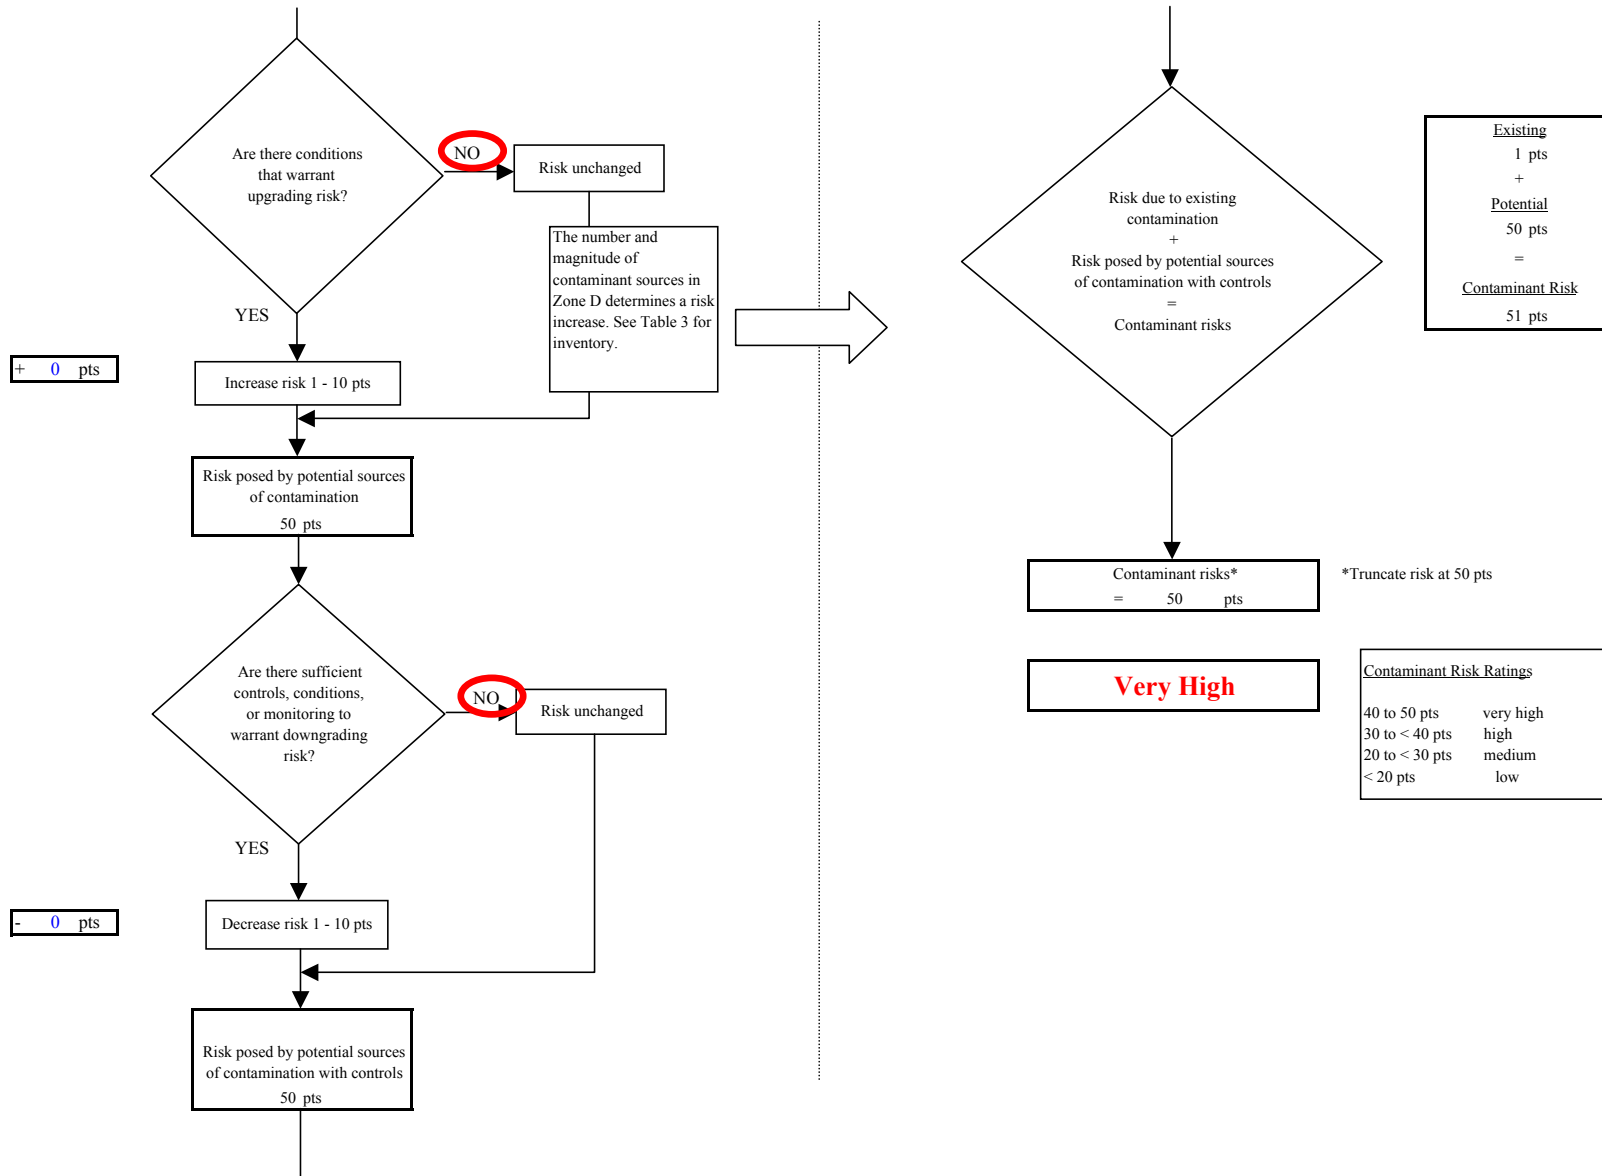 Are there conditions
that warrant
upgrading risk?
NO
Risk unchanged
The number and
magnitude of
contaminant sources in
Zone D determines a risk
increase. See Table 3 for
inventory.
YES
+ 0 pts
Increase risk 1 - 10 pts
Risk posed by potential sources
of contamination
50 pts
Are there sufficient
controls, conditions,
or monitoring to
warrant downgrading
risk?
NO
Risk unchanged
YES
- 0 pts
Decrease risk 1 - 10 pts
Risk posed by potential sources
of contamination with controls
50 pts
Risk due to existing
contamination
+
Risk posed by potential sources
of contamination with controls
=
Contaminant risks
Existing
1 pts
+
Potential
50 pts
=
Contaminant Risk
51 pts
Contaminant risks*
= 50 pts
*Truncate risk at 50 pts
Very High
Contaminant Risk Ratings
40 to 50 pts very high
30 to < 40 pts high
20 to < 30 pts medium
< 20 pts low